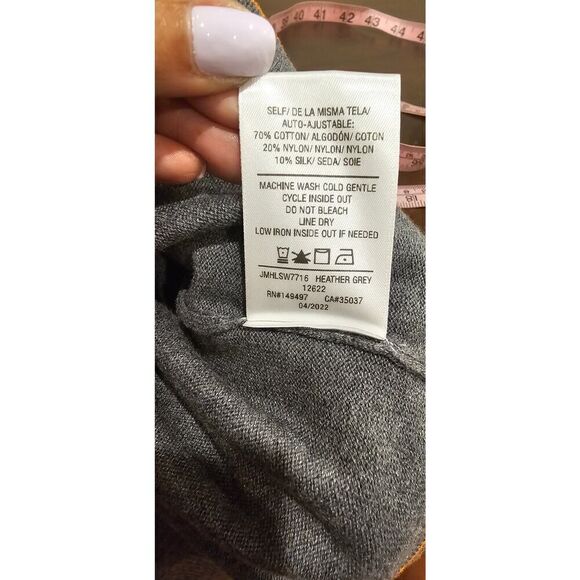 SELF/ DE LA MISMA TELA/
AUTO-AJUSTABLE:
70% COTTON/ ALGODÓN/ COTON
20% NYLON/ NYLON/ NYLON
10% SILK/ SEDA/ SOIE
MACHINE WASH COLD GENTLE
CYCLE INSIDE OUT
DO NOT BLEACH
LINE DRY
LOW IRON INSIDE OUT IF NEEDED
JMHLSW7716 HEATHER GREY
12622
RN#149497 CA#35037
04/2022
40 41 42 43 44